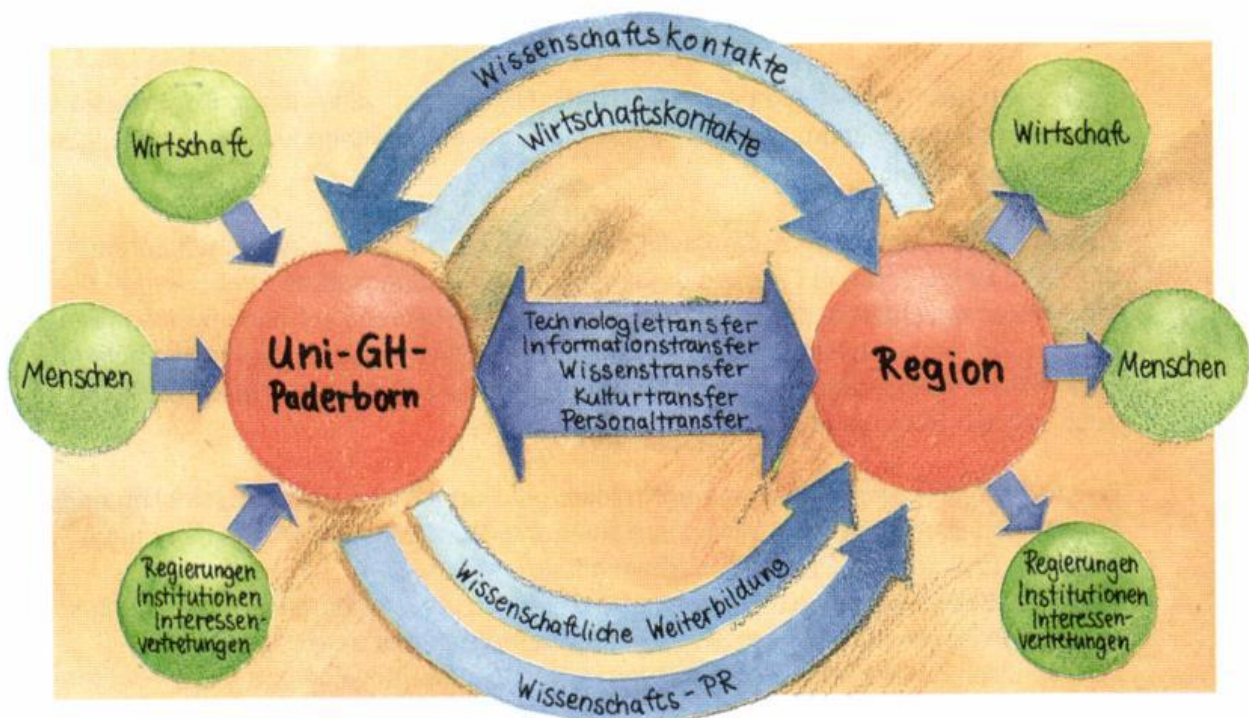 Wissenschaftskontakte
Wirtschaftskontakte
Wirtschaft
Wirtschaft
Uni-GH-
Paderborn
Technologietransfer
Informationstransfer
Wissenstransfer
Kulturtransfer
Personaltransfer
Region
Menschen
Menschen
Regierungen
Institutionen
Interessen-
vertretungen
Regierungen
Institutionen
Interessen-
vertretungen
Wissenschaftliche Weiterbildung
Wissenschafts-PR